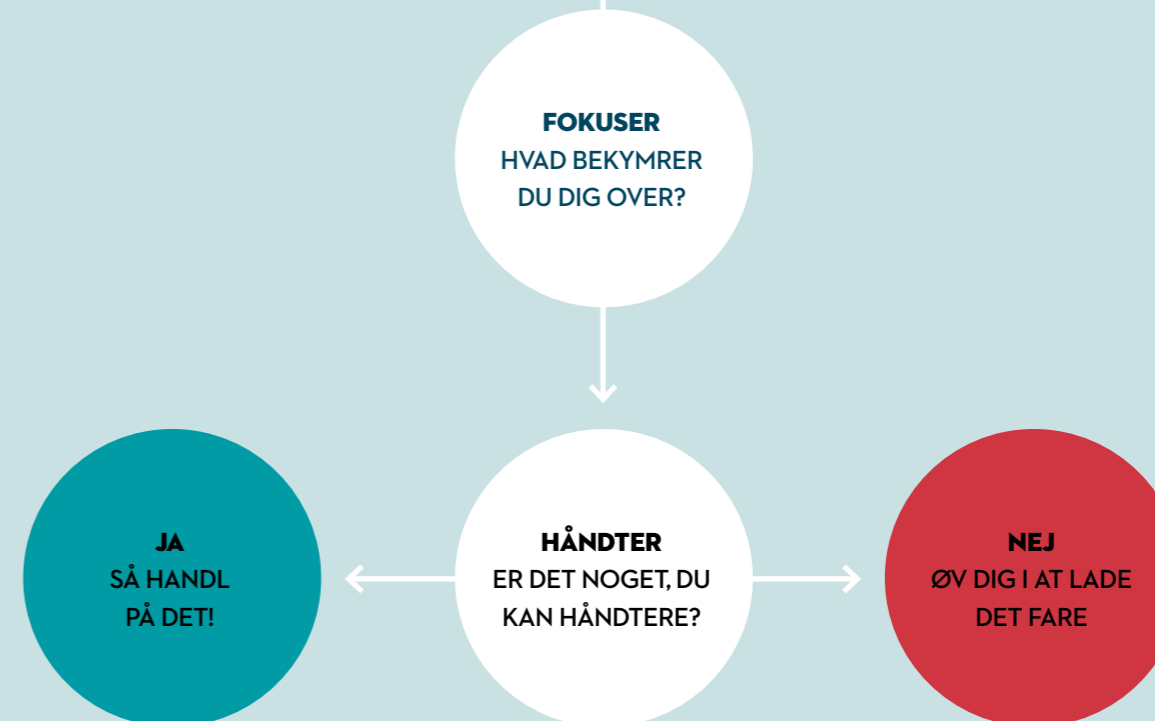 FOKUSER
HVAD BEKYMRER
DU DIG OVER?
JA
SÅ HANDL
PÅ DET!
HÅNDTER
ER DET NOGET, DU
KAN HÅNDTERE?
NEJ
ØV DIG I AT LADE
DET FARE